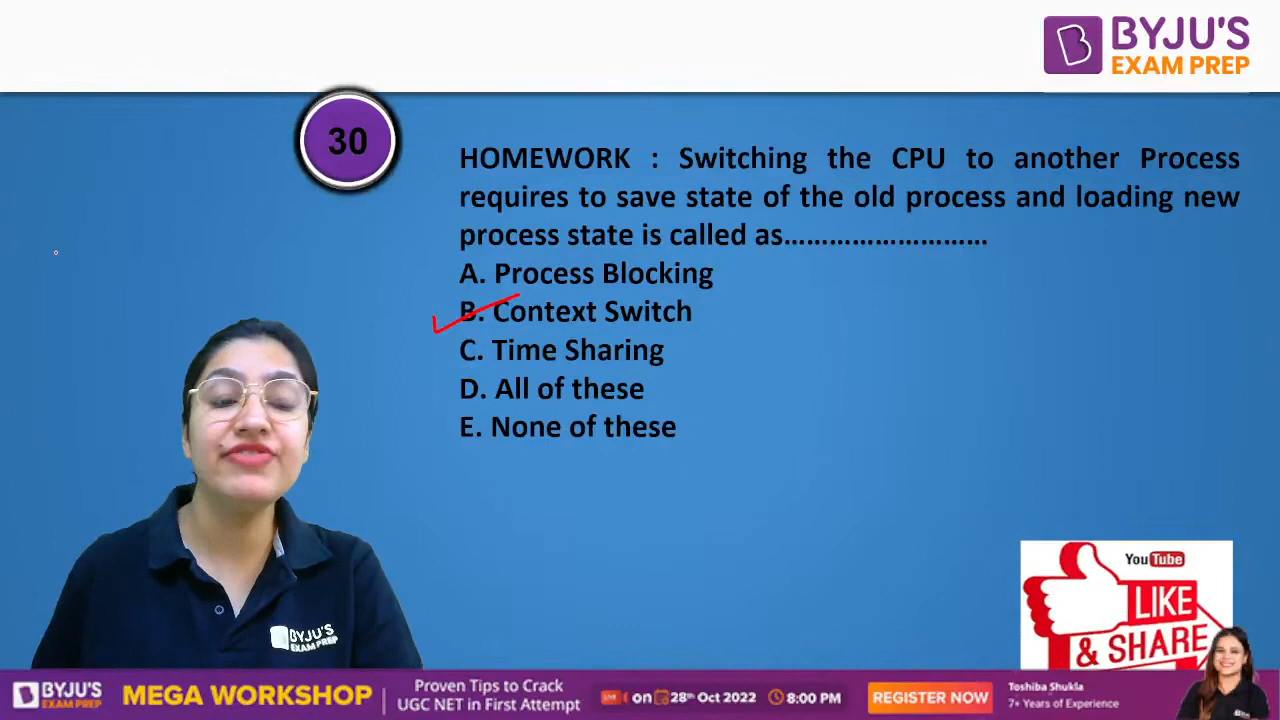 BYJU'S
EXAM PREP
30
HOMEWORK : Switching the CPU to another Process
requires to save state of the old process and loading new
process state is called as...........................
A. Process Blocking
B. Context Switch
C. Time Sharing
D. All of these
E. None of these
BYJU'S
EXAM PREP
YouTube
LIKE
& SHARE
BYJU'S
EXAM PREP
MEGA WORKSHOP
Proven Tips to Crack
UGC NET in First Attempt
LIVE on 28th Oct 2022 8:00 PM
REGISTER NOW
Toshiba Shukla
7+ Years of Experience